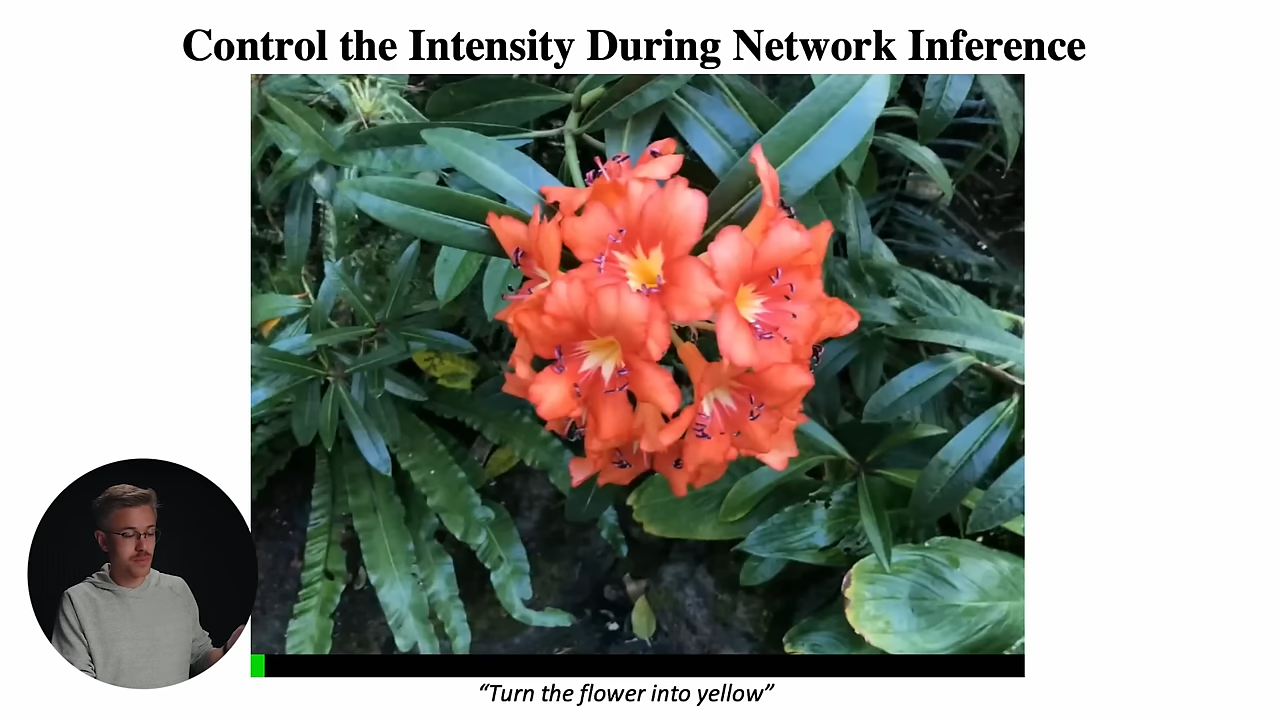 Control the Intensity During Network Inference
“Turn the flower into yellow”